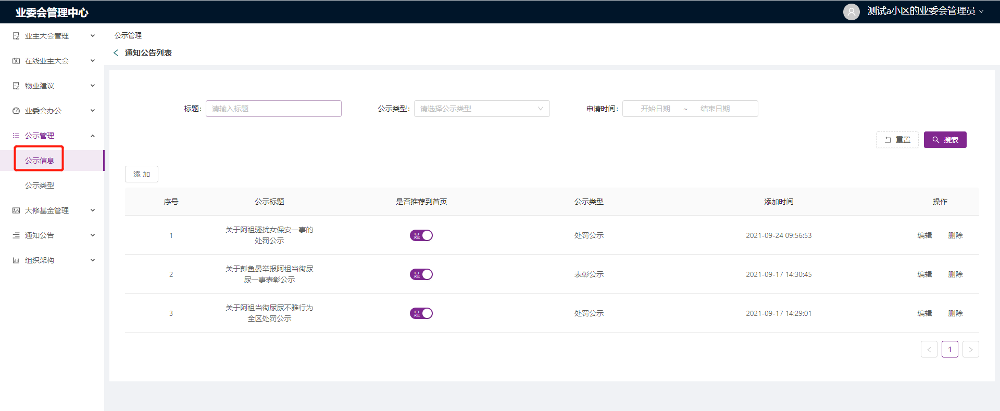 业委会管理中心
测试a小区的业委会管理员
业主大会管理
在线业主大会
物业建议
业委会办公
公示管理
公示信息
公示类型
大修基金管理
通知公告
组织架构
公示管理
通知公告列表
标题: 请输入标题
公示类型: 请选择公示类型
申请时间: 开始日期 ~ 结束日期
重置
搜索
添加
序号 公示标题 是否推荐到首页 公示类型 添加时间 操作
1 关于阿祖骚扰女保安一事的 是 处罚公示 2021-09-24 09:56:53 编辑 删除
处罚公示
2 关于彭鱼晏举报阿祖当街尿 是 表彰公示 2021-09-17 14:30:45 编辑 删除
尿一事表彰公示
3 关于阿祖当街尿尿不雅行为 是 处罚公示 2021-09-17 14:29:01 编辑 删除
全区处罚公示
< 1 >